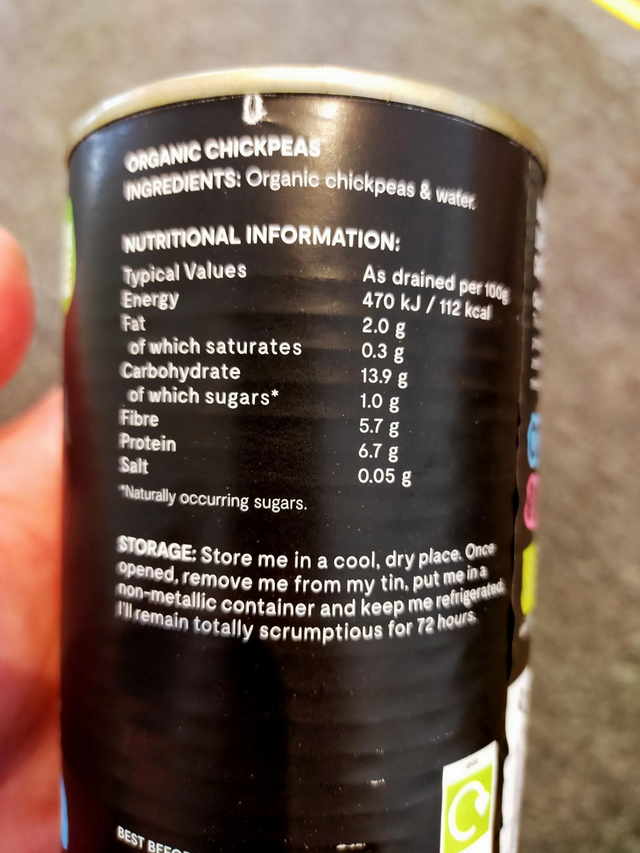 ORGANIC CHICKPEAS
INGREDIENTS: Organic chickpeas & water.
NUTRITIONAL INFORMATION:
Typical Values As drained per 100g
Energy 470 kJ / 112 kcal
Fat 2.0 g
of which saturates 0.3 g
Carbohydrate 13.9 g
of which sugars* 1.0 g
Fibre 5.7 g
Protein 6.7 g
Salt 0.05 g
*Naturally occurring sugars.
STORAGE: Store me in a cool, dry place. Once
opened, remove me from my tin, put me in a
non-metallic container and keep me refrigerated.
I'll remain totally scrumptious for 72 hours.
BEST BEFORE